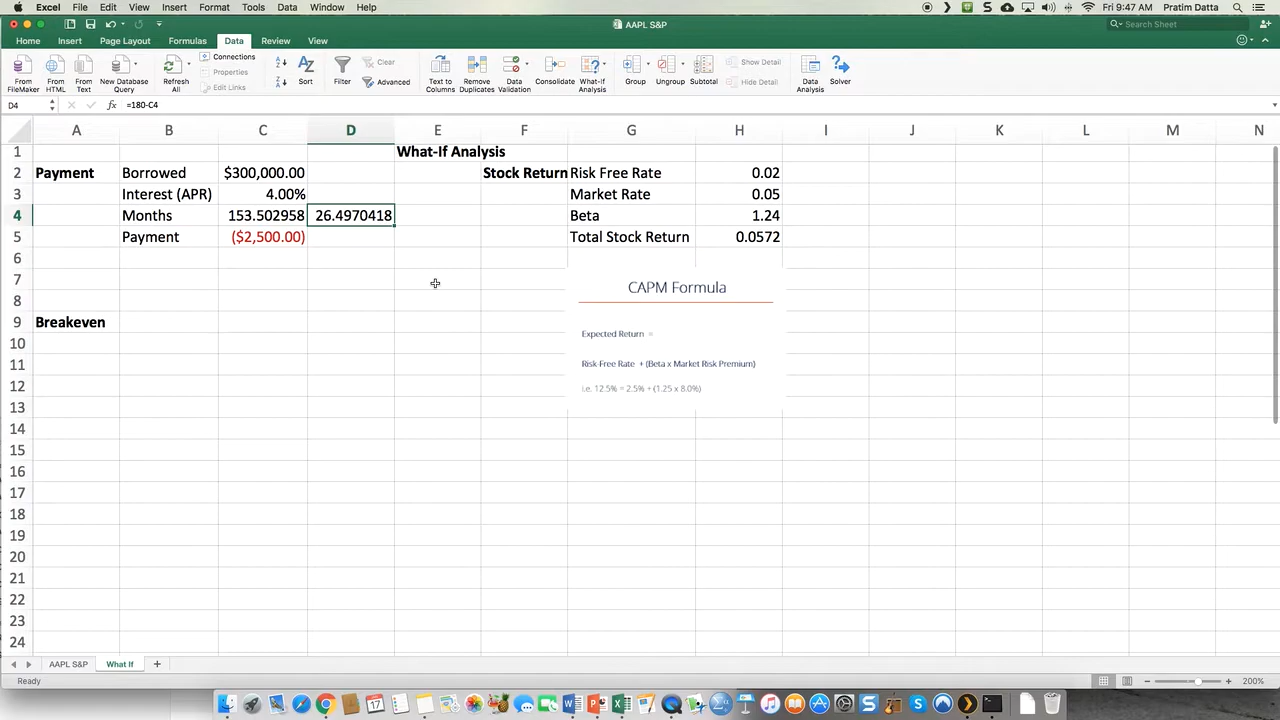 Excel File Edit View Insert Format Tools Data Window Help Fri 9:47 AM Pratim Datta
AAPL S&P Search Sheet
Home Insert Page Layout Formulas Data Review View
From FileMaker From HTML From Text New Database Query Refresh All Connections Properties Edit Links Sort Filter Clear Advanced Text to Columns Remove Duplicates Data Validation Consolidate What-If Analysis Group Ungroup Subtotal Show Detail Hide Detail Data Analysis Solver
D4 fx =180-C4
A B C D E F G H I J K L M N
1 What-If Analysis
2 Payment Borrowed $300,000.00 Stock Return Risk Free Rate 0.02
3 Interest (APR) 4.00% Market Rate 0.05
4 Months 153.502958 26.4970418 Beta 1.24
5 Payment ($2,500.00) Total Stock Return 0.0572
6
7
CAPM Formula
8
9 Breakeven
Expected Return =
10
11 Risk Free Rate + (Beta x Market Risk Premium)
12 i.e. 12.5% = 2.5% + (1.25 x 8.0%)
13
14
15
16
17
18
19
20
21
22
23
24
AAPL S&P What If +
Ready 200%